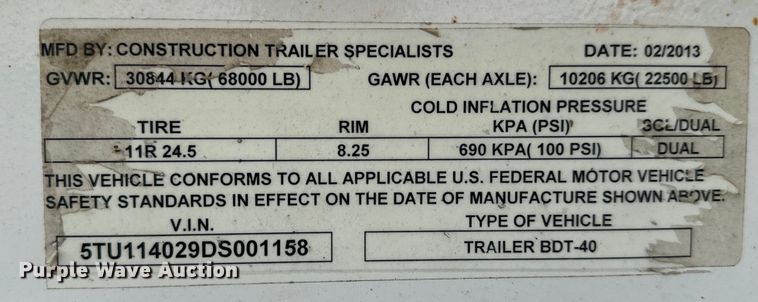 MFD BY: CONSTRUCTION TRAILER SPECIALISTS DATE: 02/2013
GVWR: 30844 KG( 68000 LB) GAWR (EACH AXLE): 10206 KG( 22500 LB)
COLD INFLATION PRESSURE
TIRE RIM KPA (PSI) SGL/DUAL
11R 24.5 8.25 690 KPA( 100 PSI) DUAL
THIS VEHICLE CONFORMS TO ALL APPLICABLE U.S. FEDERAL MOTOR VEHICLE
SAFETY STANDARDS IN EFFECT ON THE DATE OF MANUFACTURE SHOWN ABOVE.
V.I.N. TYPE OF VEHICLE
5TU114029DS001158 TRAILER BDT-40
Purple Wave Auction